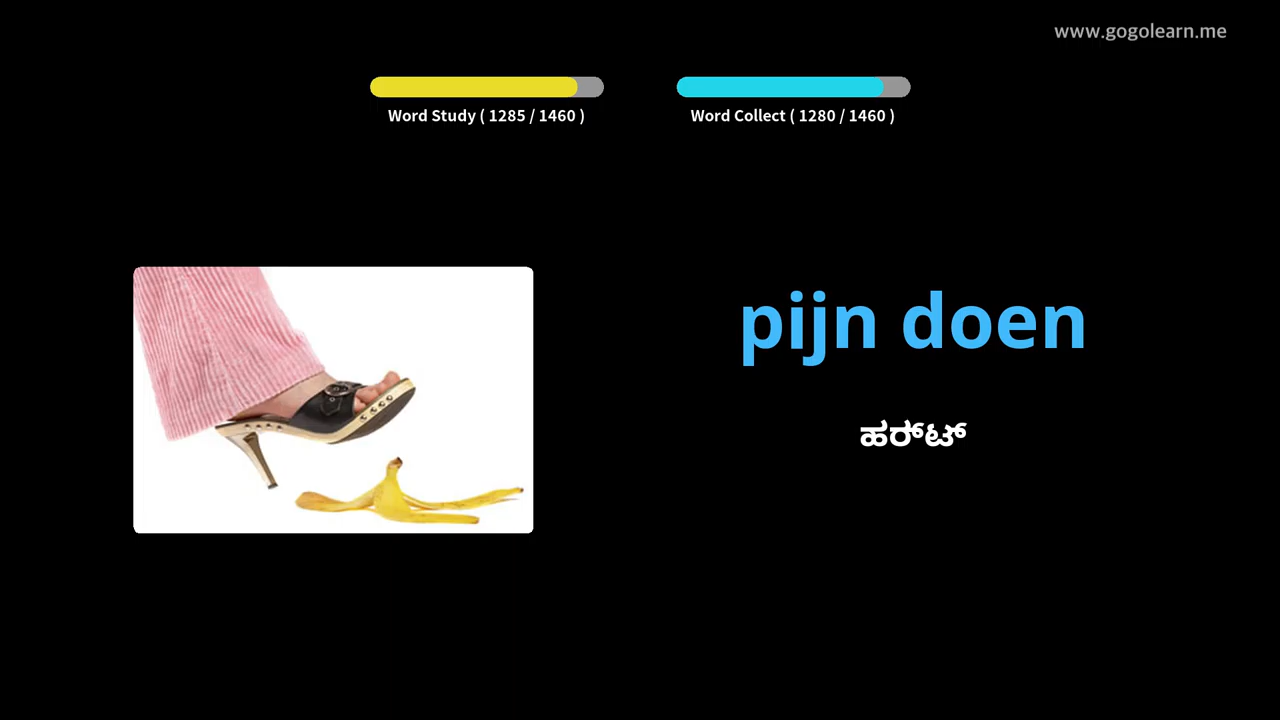 www.gogolearn.me
Word Study ( 1285 / 1460 )
Word Collect ( 1280 / 1460 )
pijn doen
ಹರ್‍ಟ್